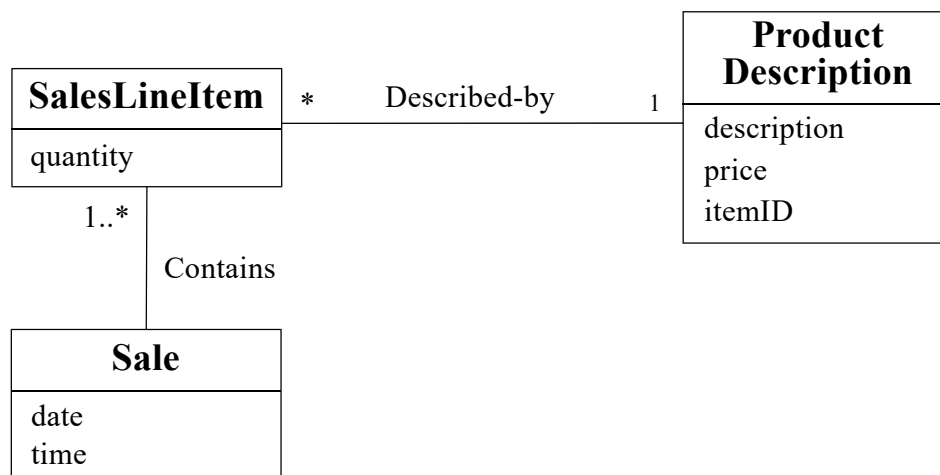 Product
Description
SalesLineItem
* Described-by 1
description
quantity
price
itemID
1..*
Contains
Sale
date
time